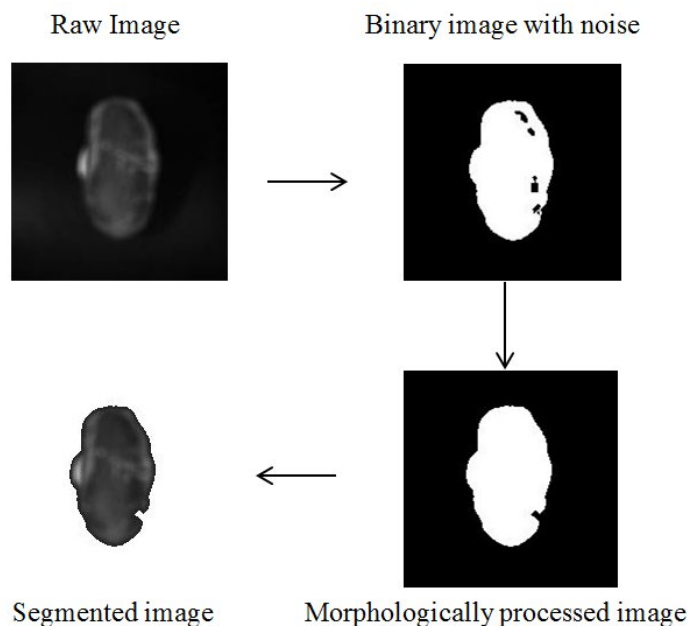 Raw Image
Binary image with noise
Segmented image
Morphologically processed image